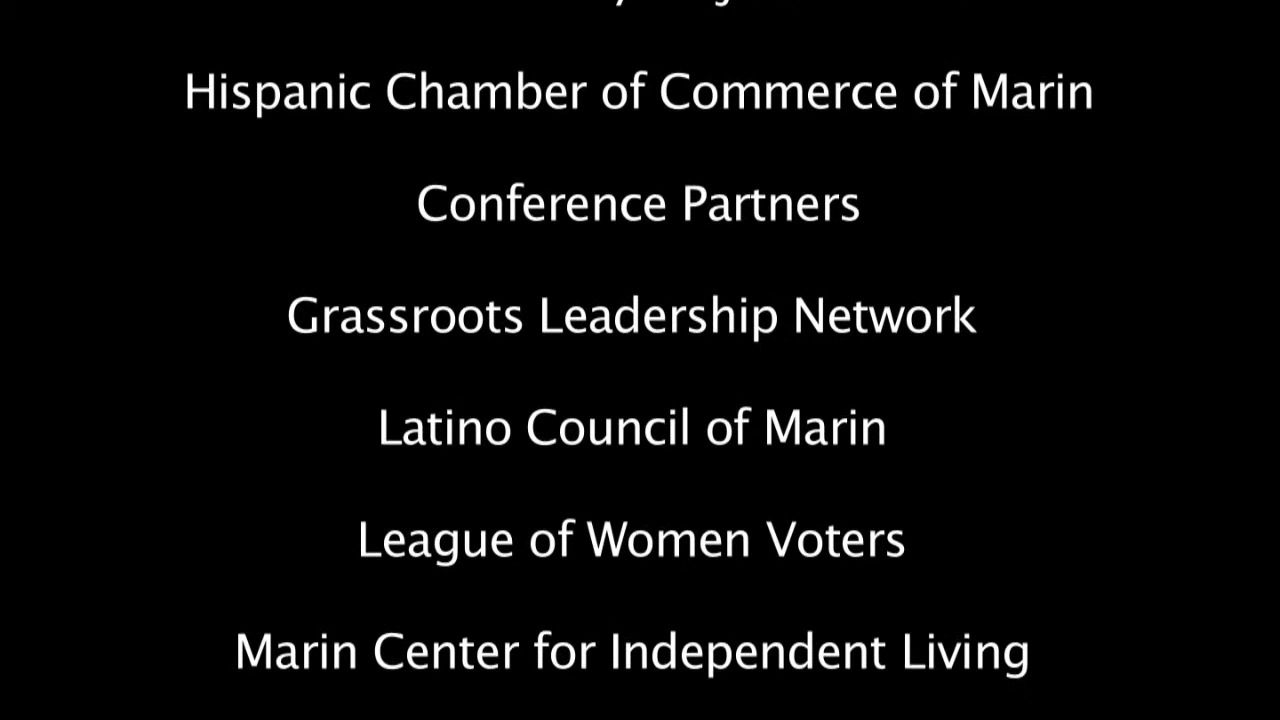 Hispanic Chamber of Commerce of Marin
Conference Partners
Grassroots Leadership Network
Latino Council of Marin
League of Women Voters
Marin Center for Independent Living